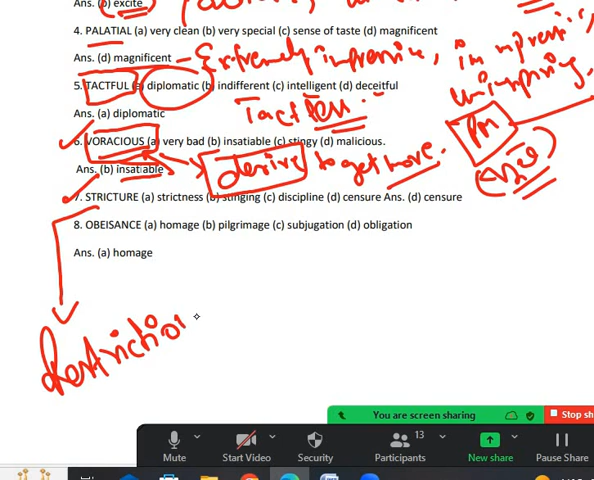 Ans. (b) excite
4. PALATIAL (a) very clean (b) very special (c) sense of taste (d) magnificent
Ans. (d) magnificent – Extremely impressive,
5. TACTFUL (a) diplomatic (b) indifferent (c) intelligent (d) deceitful
Tactless
Ans. (a) diplomatic
6. VORACIOUS (a) very bad (b) insatiable (c) stingy (d) malicious.
Ans. (b) insatiable
desire to get more.
7. STRICTURE (a) strictness (b) stinging (c) discipline (d) censure Ans. (d) censure
8. OBEISANCE (a) homage (b) pilgrimage (c) subjugation (d) obligation
Ans. (a) homage
Restriction
You are screen sharing
Stop sh
Mute
Start Video
Security
Participants
13
New share
Pause Share